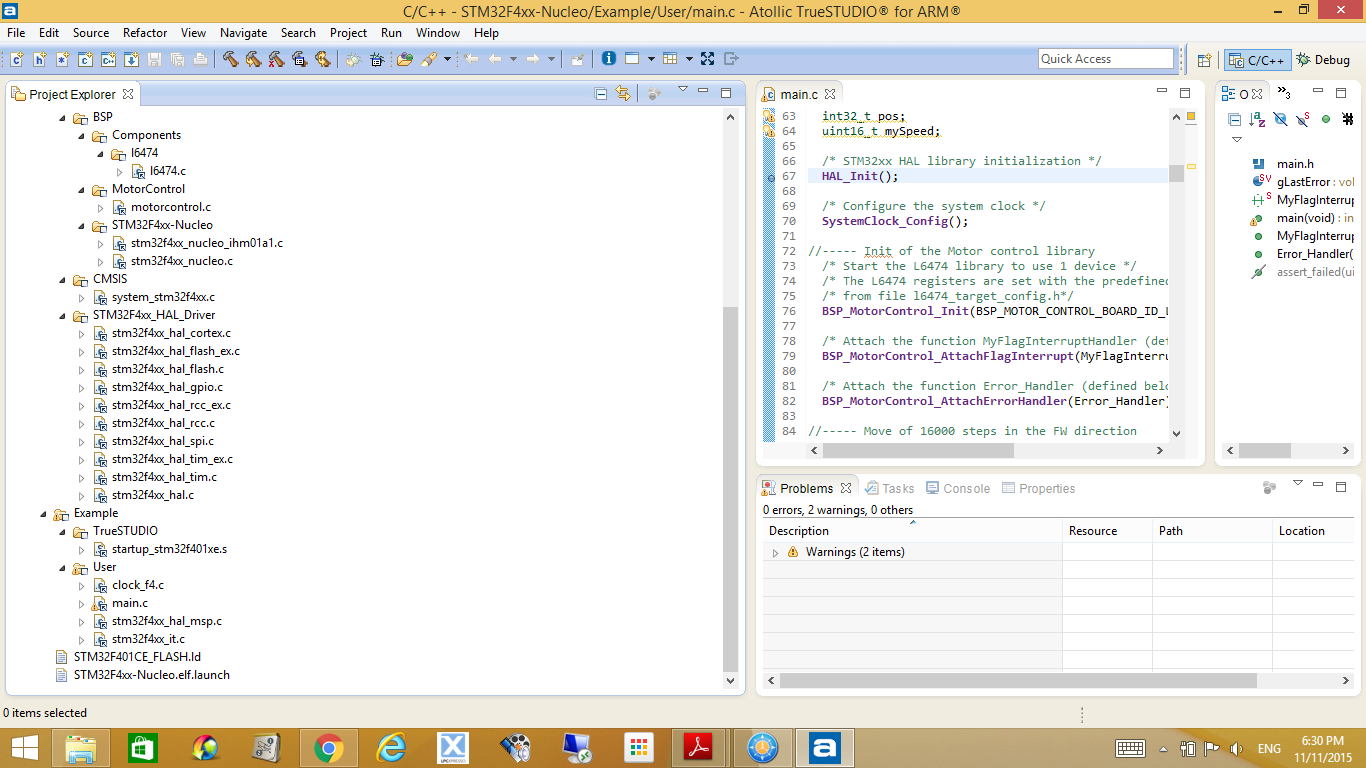 C/C++ - STM32F4xx-Nucleo/Example/User/main.c - Atollic TrueSTUDIO® for ARM®
File Edit Source Refactor View Navigate Search Project Run Window Help
Quick Access
C/C++
Debug
Project Explorer
BSP
Components
l6474
l6474.c
MotorControl
motorcontrol.c
STM32F4xx-Nucleo
stm32f4xx_nucleo_ihm01a1.c
stm32f4xx_nucleo.c
CMSIS
system_stm32f4xx.c
STM32F4xx_HAL_Driver
stm32f4xx_hal_cortex.c
stm32f4xx_hal_flash_ex.c
stm32f4xx_hal_flash.c
stm32f4xx_hal_gpio.c
stm32f4xx_hal_rcc_ex.c
stm32f4xx_hal_rcc.c
stm32f4xx_hal_spi.c
stm32f4xx_hal_tim_ex.c
stm32f4xx_hal_tim.c
stm32f4xx_hal.c
Example
TrueSTUDIO
startup_stm32f401xe.s
User
clock_f4.c
main.c
stm32f4xx_hal_msp.c
stm32f4xx_it.c
STM32F401CE_FLASH.ld
STM32F4xx-Nucleo.elf.launch
main.c
63 int32_t pos;
64 uint16_t mySpeed;
65
66 /* STM32xx HAL library initialization */
67 HAL_Init();
68
69 /* Configure the system clock */
70 SystemClock_Config();
71
72 //----- Init of the Motor control library
73 /* Start the L6474 library to use 1 device */
74 /* The L6474 registers are set with the predefined
75 /* from file l6474_target_config.h*/
76 BSP_MotorControl_Init(BSP_MOTOR_CONTROL_BOARD_ID_L
77
78 /* Attach the function MyFlagInterruptHandler (def
79 BSP_MotorControl_AttachFlagInterrupt(MyFlagInterru
80
81 /* Attach the function Error_Handler (defined belo
82 BSP_MotorControl_AttachErrorHandler(Error_Handler)
83
84 //----- Move of 16000 steps in the FW direction
O
3
main.h
gLastError : vol
MyFlagInterrup
main(void) : in
MyFlagInterrup
Error_Handler(
assert_failed(ui
Problems Tasks Console Properties
0 errors, 2 warnings, 0 others
Description Resource Path Location
Warnings (2 items)
0 items selected
ENG
6:30 PM
11/11/2015